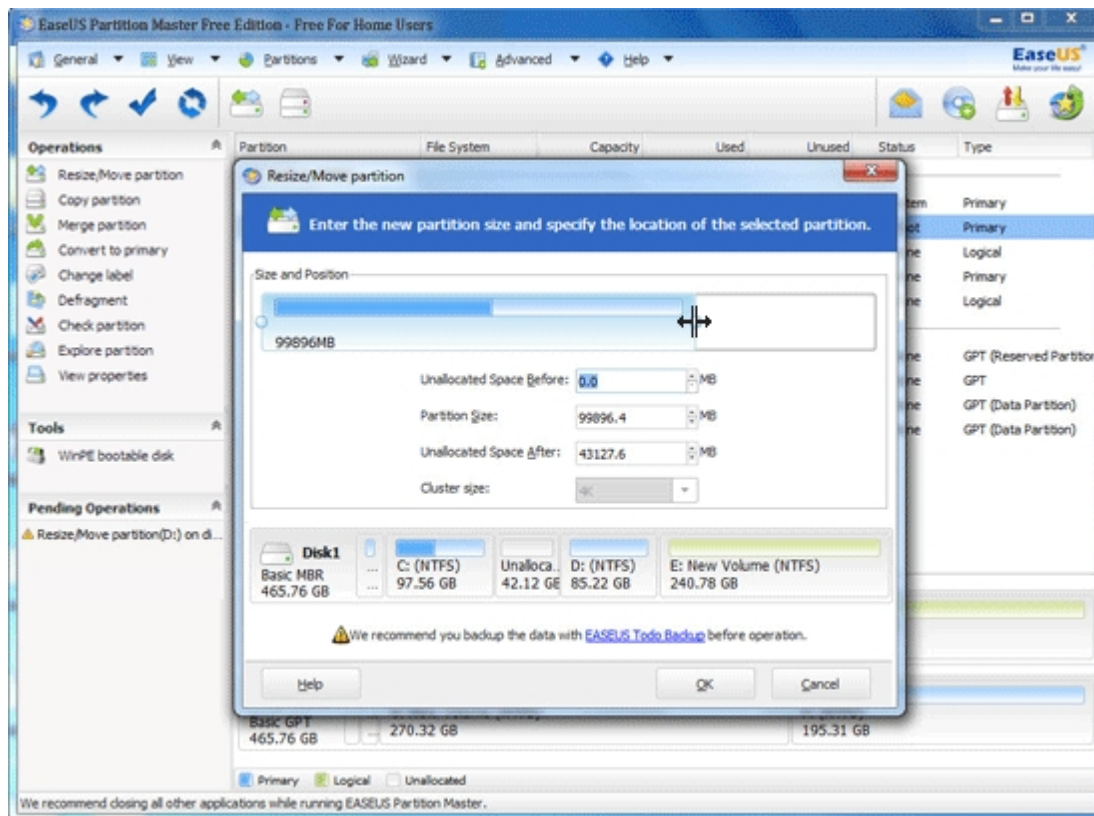 EaseUS Partition Master Free Edition - Free For Home Users
General View Partitions Wizard Advanced Help
EaseUS
Make your life easy!
Operations
Resize/Move partition
Copy partition
Merge partition
Convert to primary
Change label
Defragment
Check partition
Explore partition
View properties
Tools
WinPE bootable disk
Pending Operations
Resize/Move partition(D:) on di...
Partition File System Capacity Used Unused Status Type
Primary
Primary
Logical
Primary
Logical
GPT (Reserved Partition
GPT
GPT (Data Partition)
GPT (Data Partition)
Resize/Move partition
Enter the new partition size and specify the location of the selected partition.
Size and Position
99896MB
Unallocated Space Before: 0.0 MB
Partition Size: 99896.4 MB
Unallocated Space After: 43127.6 MB
Cluster size: 4K
Disk1
Basic MBR
465.76 GB
...
...
C: (NTFS)
97.56 GB
Unalloca...
42.12 GB
D: (NTFS)
85.22 GB
E: New Volume (NTFS)
240.78 GB
We recommend you backup the data with EASEUS Todo Backup before operation.
Help OK Cancel
Basic GPT
465.76 GB
...
270.32 GB
195.31 GB
Primary Logical Unallocated
We recommend closing all other applications while running EASEUS Partition Master.